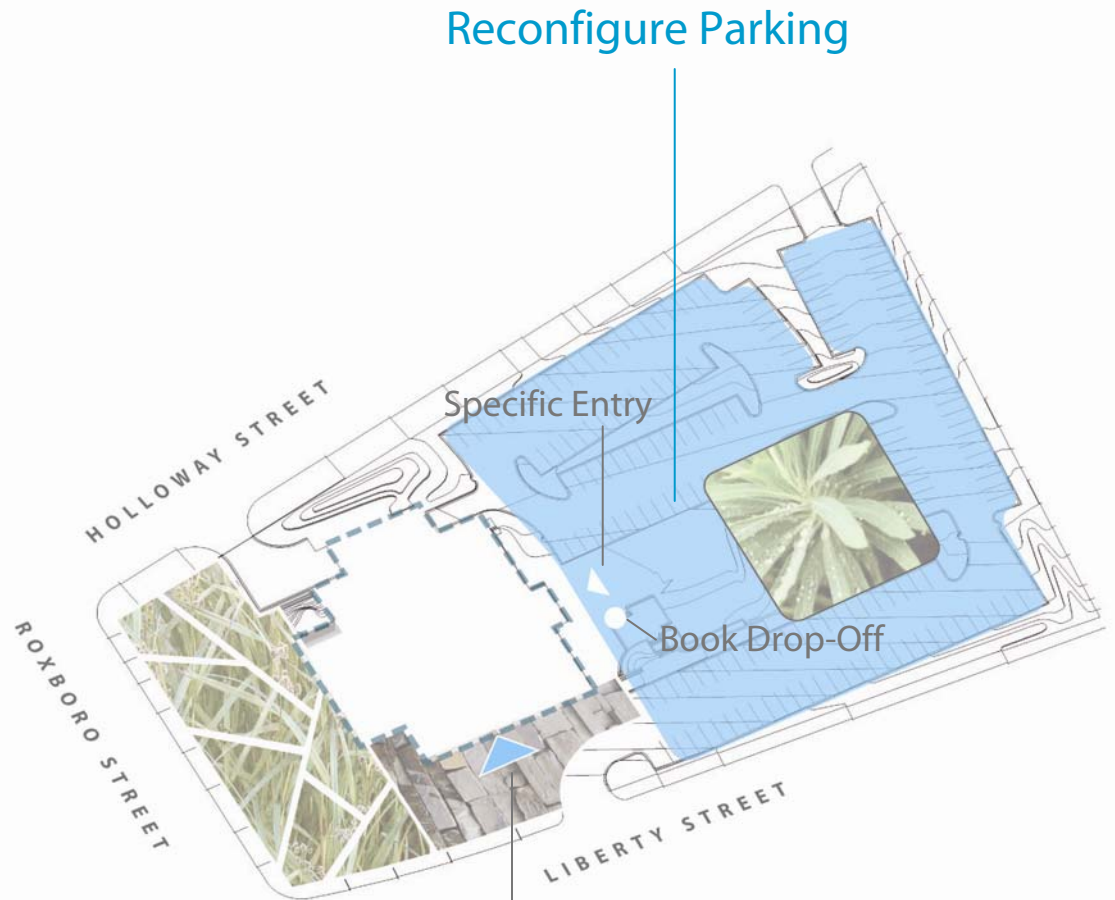 Reconfigure Parking
Specific Entry
HOLLOWAY STREET
Book Drop-Off
ROXBORO STREET
LIBERTY STREET